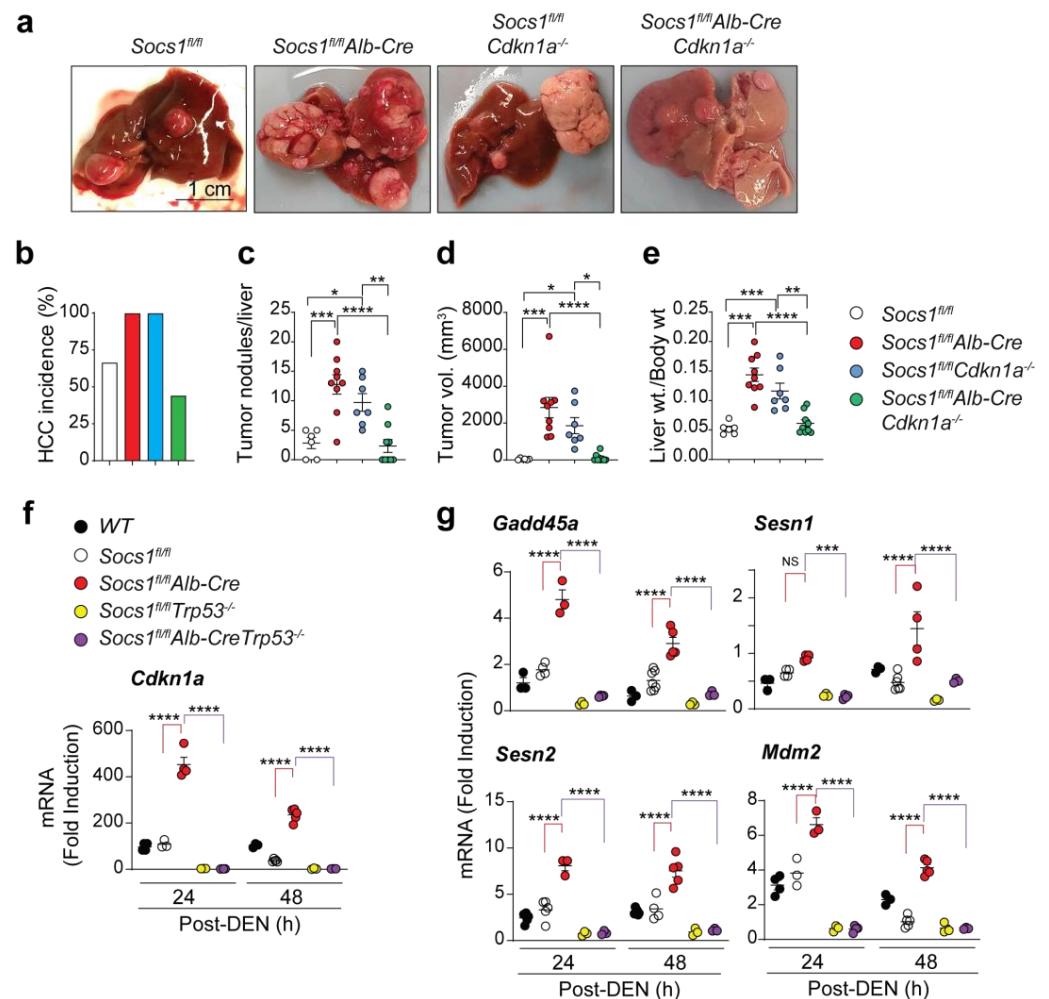 a
Socs1fl/fl
Socs1fl/flAlb-Cre
Socs1fl/fl
Cdkn1a-/-
Socs1fl/flAlb-Cre
Cdkn1a-/-
1 cm
b
HCC incidence (%)
100
75
50
25
0
c
Tumor nodules/liver
25
20
15
10
5
0
***
*
**
****
d
Tumor vol. (mm3)
8000
6000
4000
2000
0
***
*
*
****
e
Liver wt./Body wt
0.25
0.20
0.15
0.10
0.05
0.00
***
***
**
****
Socs1fl/fl
Socs1fl/flAlb-Cre
Socs1fl/flCdkn1a-/-
Socs1fl/flAlb-Cre
Cdkn1a-/-
f
WT
Socs1fl/fl
Socs1fl/flAlb-Cre
Socs1fl/flTrp53-/-
Socs1fl/flAlb-CreTrp53-/-
Cdkn1a
mRNA
(Fold Induction)
600
400
200
0
**** ****
**** ****
24 48
Post-DEN (h)
g
mRNA (Fold Induction)
Gadd45a
6
4
2
0
**** ****
**** ****
Sesn1
2
1
0
NS ***
**** ****
Sesn2
15
10
5
0
**** ****
**** ****
24 48
Post-DEN (h)
Mdm2
8
6
4
2
0
**** ****
**** ****
24 48
Post-DEN (h)